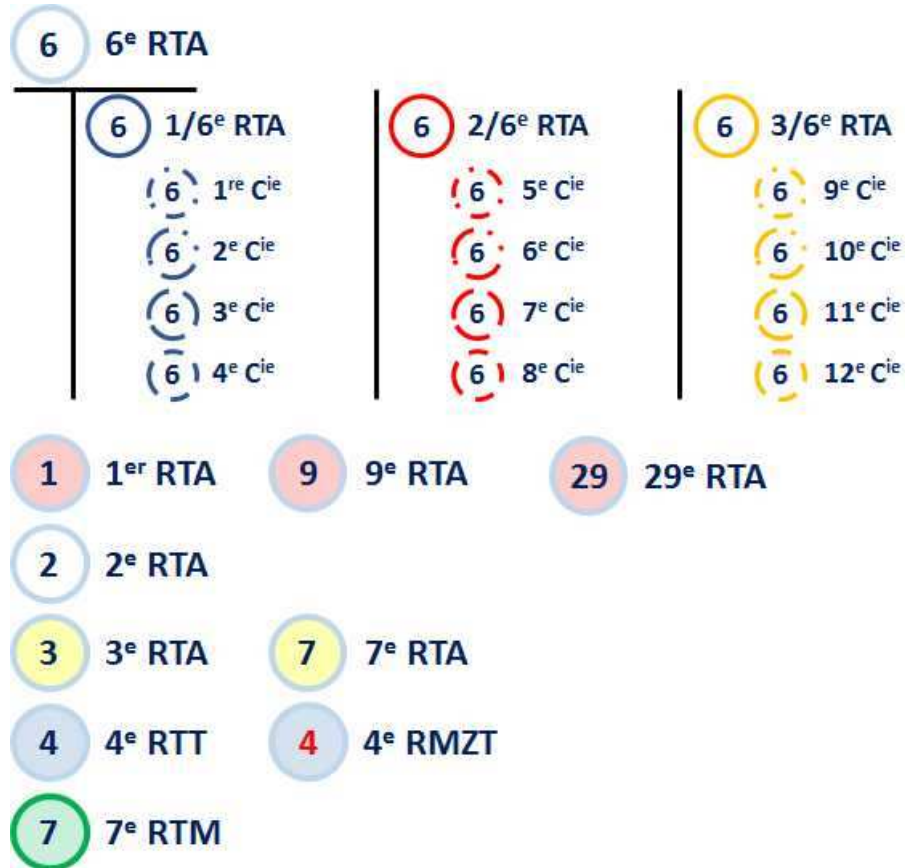 6 6ᵉ RTA
6 1/6ᵉ RTA 6 2/6ᵉ RTA 6 3/6ᵉ RTA
6 1ʳᵉ Cⁱᵉ 6 5ᵉ Cⁱᵉ 6 9ᵉ Cⁱᵉ
6 2ᵉ Cⁱᵉ 6 6ᵉ Cⁱᵉ 6 10ᵉ Cⁱᵉ
6 3ᵉ Cⁱᵉ 6 7ᵉ Cⁱᵉ 6 11ᵉ Cⁱᵉ
6 4ᵉ Cⁱᵉ 6 8ᵉ Cⁱᵉ 6 12ᵉ Cⁱᵉ
1 1ᵉʳ RTA 9 9ᵉ RTA 29 29ᵉ RTA
2 2ᵉ RTA
3 3ᵉ RTA 7 7ᵉ RTA
4 4ᵉ RTT 4 4ᵉ RMZT
7 7ᵉ RTM